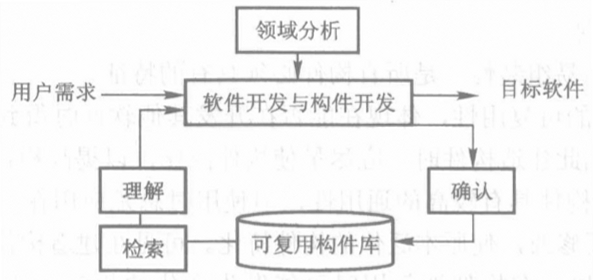 领域分析
用户需求
软件开发与构件开发
目标软件
理解
确认
检索
可复用构件库